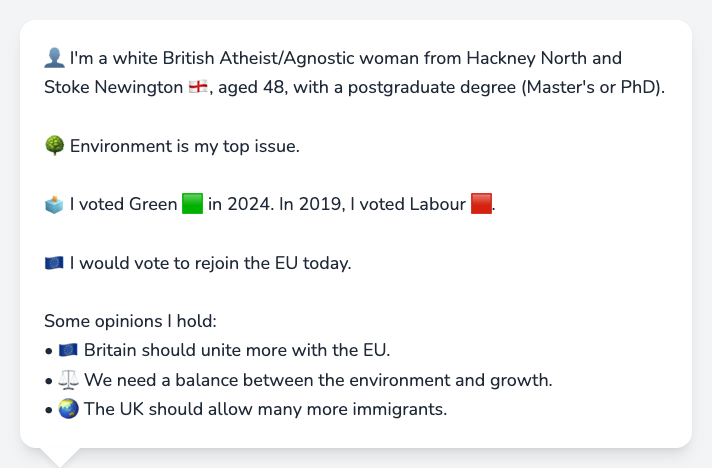 👤 I'm a white British Atheist/Agnostic woman from Hackney North and
Stoke Newington 🏴󠁧󠁢󠁥󠁮󠁧󠁿, aged 48, with a postgraduate degree (Master's or PhD).
🌳 Environment is my top issue.
🗳️ I voted Green 🟩 in 2024. In 2019, I voted Labour 🟥.
🇪🇺 I would vote to rejoin the EU today.
Some opinions I hold:
• 🇪🇺 Britain should unite more with the EU.
• ⚖️ We need a balance between the environment and growth.
• 🌏 The UK should allow many more immigrants.